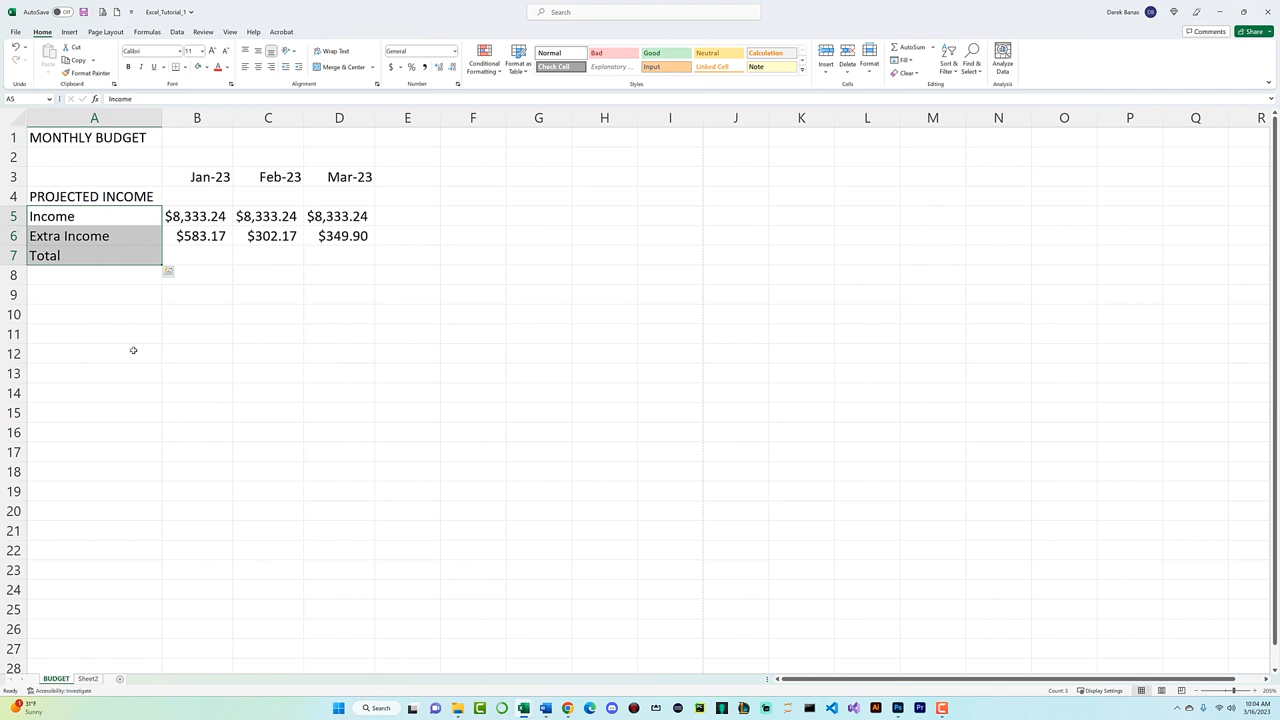 AutoSave Off Excel_Tutorial_1 Search Derek Banas DB
File Home Insert Page Layout Formulas Data Review View Help Acrobat Comments Share
Cut
Paste
Format Painter
Undo Clipboard
Calibri 11
B I U
Font
Wrap Text
Merge & Center
Alignment
General
$ %
Number
Conditional Formatting
Format as Table
Normal Bad Good Neutral Calculation
Check Cell Explanatory ... Input Linked Cell Note
Styles
Insert Delete Format
Cells
AutoSum
Fill
Clear
Sort & Filter
Find & Select
Editing
Analyze Data
Analysis
A5 fx Income
A B C D E F G H I J K L M N O P Q R
1 MONTHLY BUDGET
2
3 Jan-23 Feb-23 Mar-23
4 PROJECTED INCOME
5 Income $8,333.24 $8,333.24 $8,333.24
6 Extra Income $583.17 $302.17 $349.90
7 Total
8
9
10
11
12
13
14
15
16
17
18
19
20
21
22
23
24
25
26
27
28
BUDGET Sheet2
Ready Accessibility: Investigate Count: 3 Display Settings 205%
31°F
Sunny
Search
10:04 AM
3/16/2023